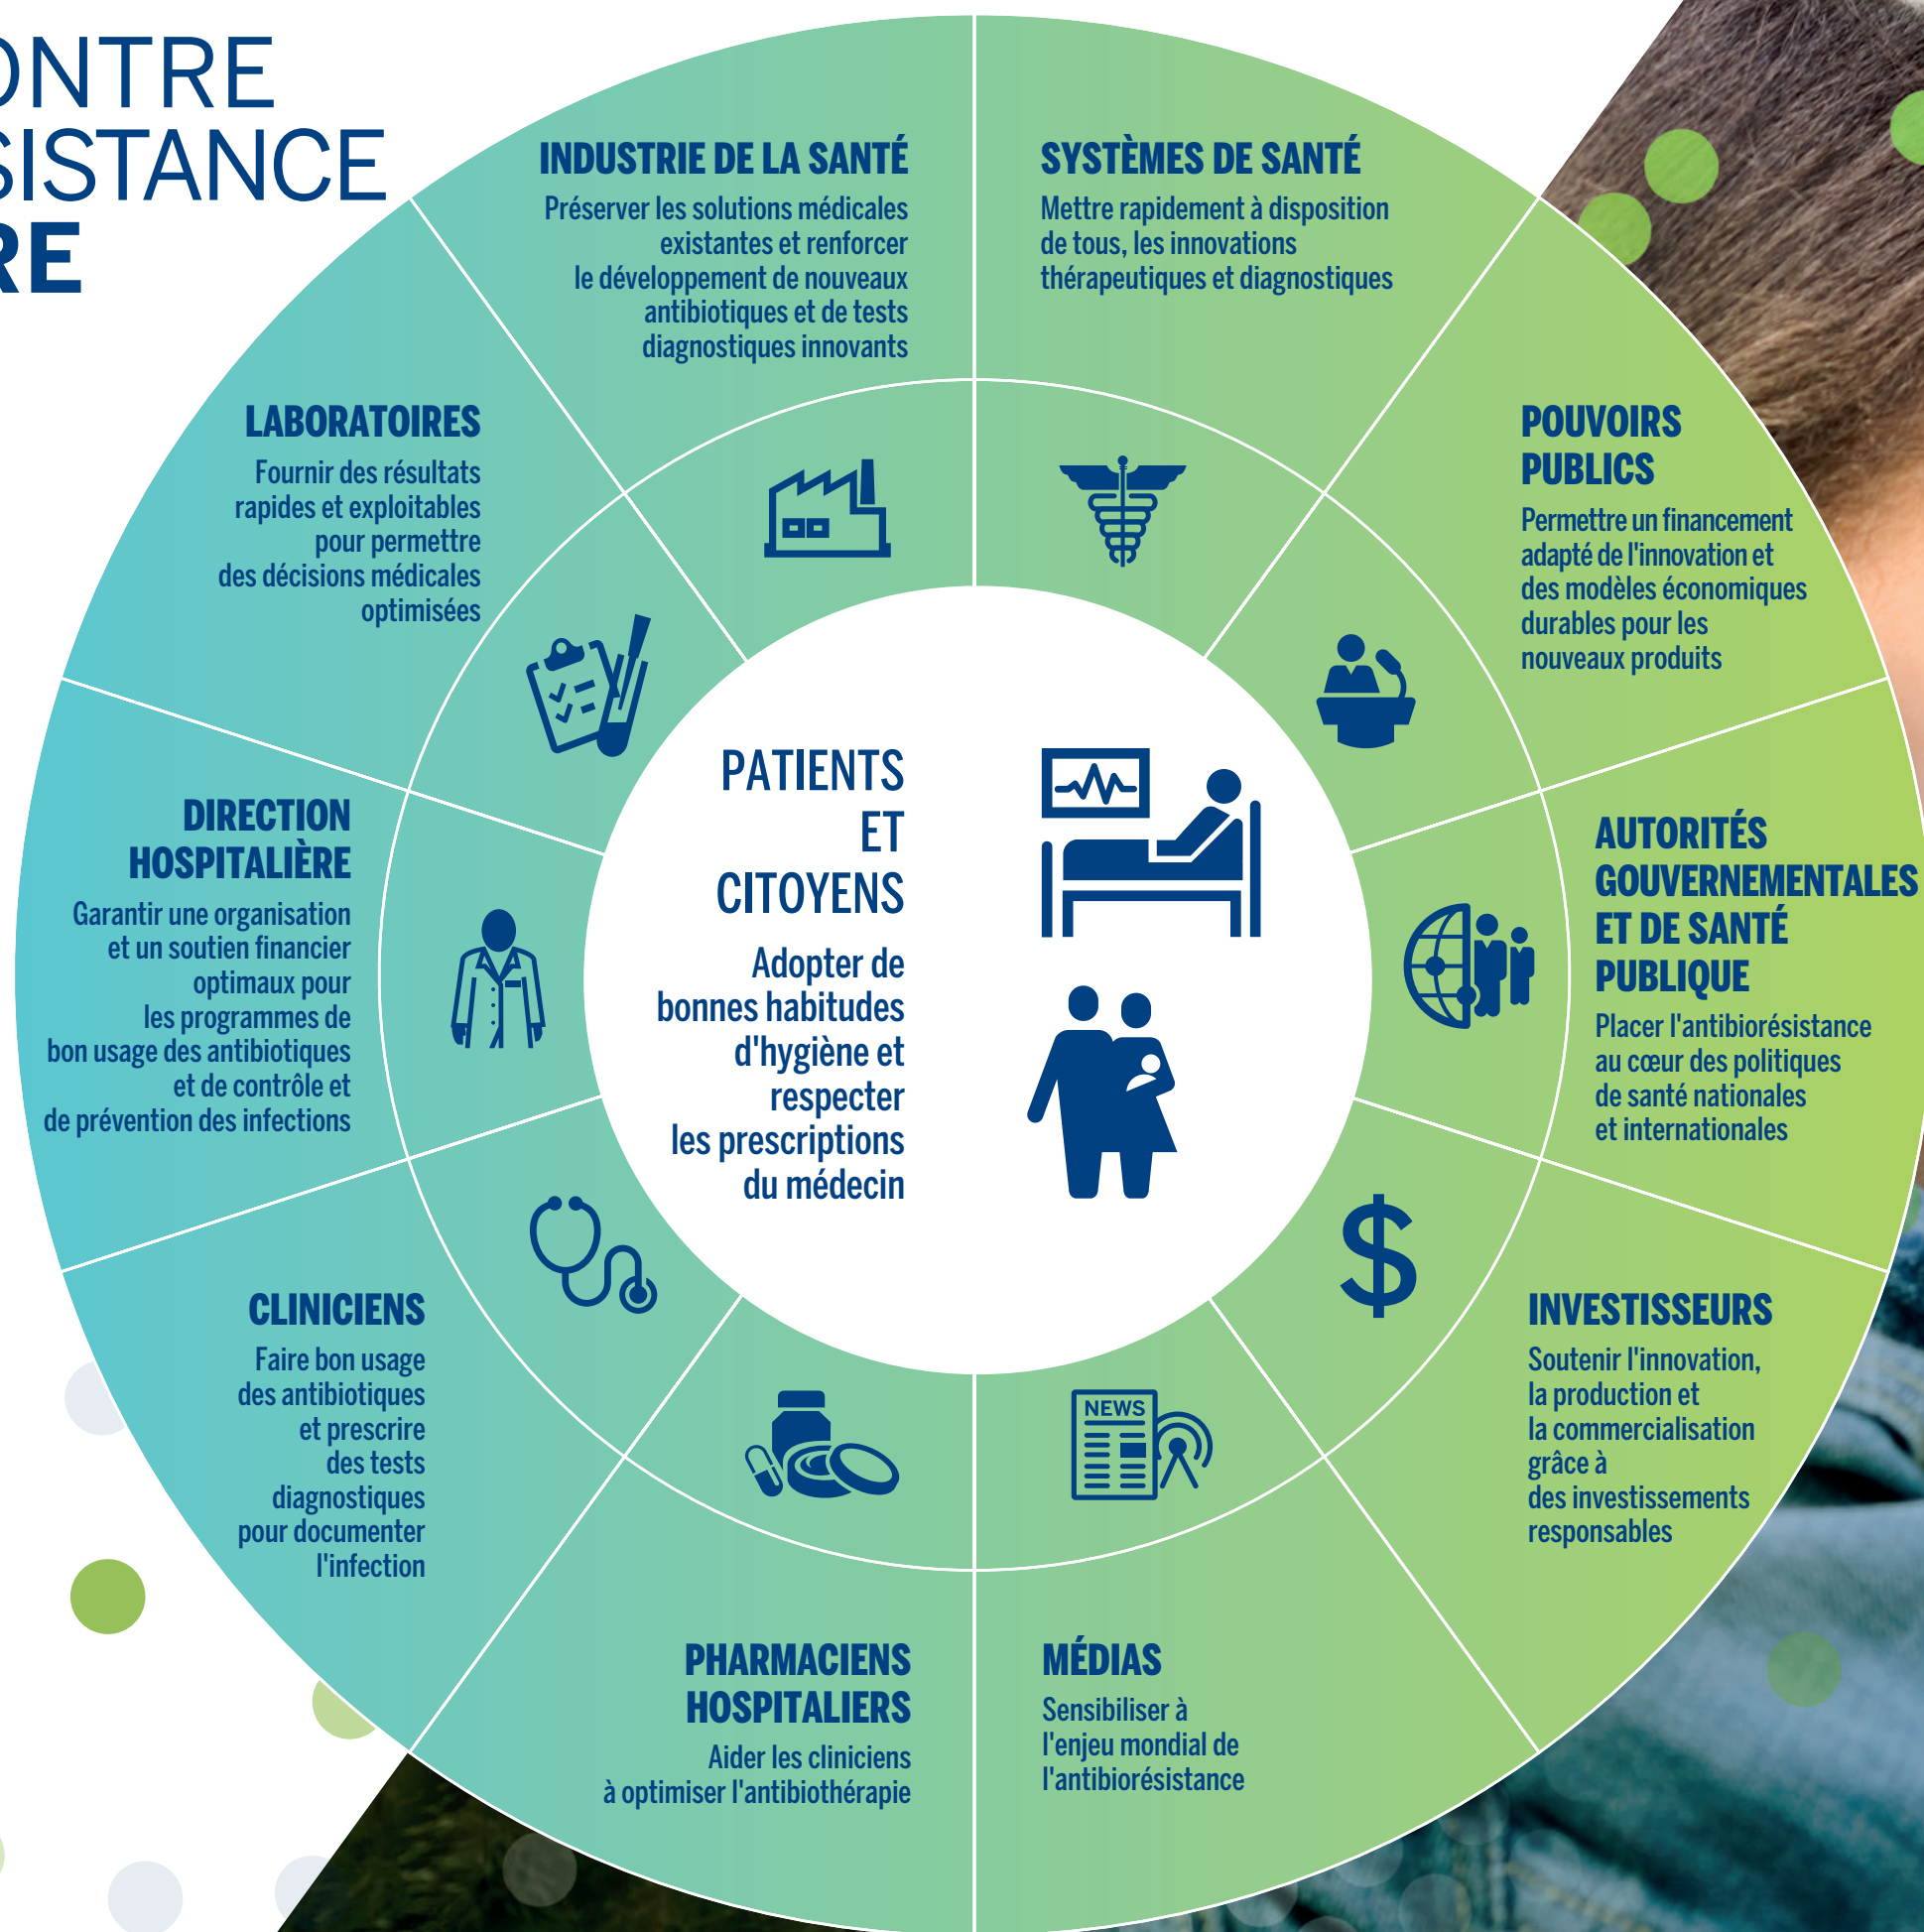 ONTRE
SISTANCE
RE
INDUSTRIE DE LA SANTÉ
Préserver les solutions médicales
existantes et renforcer
le développement de nouveaux
antibiotiques et de tests
diagnostiques innovants
SYSTÈMES DE SANTÉ
Mettre rapidement à disposition
de tous, les innovations
thérapeutiques et diagnostiques
POUVOIRS
PUBLICS
Permettre un financement
adapté de l'innovation et
des modèles économiques
durables pour les
nouveaux produits
AUTORITÉS
GOUVERNEMENTALES
ET DE SANTÉ
PUBLIQUE
Placer l'antibiorésistance
au cœur des politiques
de santé nationales
et internationales
INVESTISSEURS
Soutenir l'innovation,
la production et
la commercialisation
grâce à
des investissements
responsables
MÉDIAS
Sensibiliser à
l'enjeu mondial de
l'antibiorésistance
NEWS
PHARMACIENS
HOSPITALIERS
Aider les cliniciens
à optimiser l'antibiothérapie
CLINICIENS
Faire bon usage
des antibiotiques
et prescrire
des tests
diagnostiques
pour documenter
l'infection
DIRECTION
HOSPITALIÈRE
Garantir une organisation
et un soutien financier
optimaux pour
les programmes de
bon usage des antibiotiques
et de contrôle et
de prévention des infections
LABORATOIRES
Fournir des résultats
rapides et exploitables
pour permettre
des décisions médicales
optimisées
PATIENTS
ET
CITOYENS
Adopter de
bonnes habitudes
d'hygiène et
respecter
les prescriptions
du médecin
$